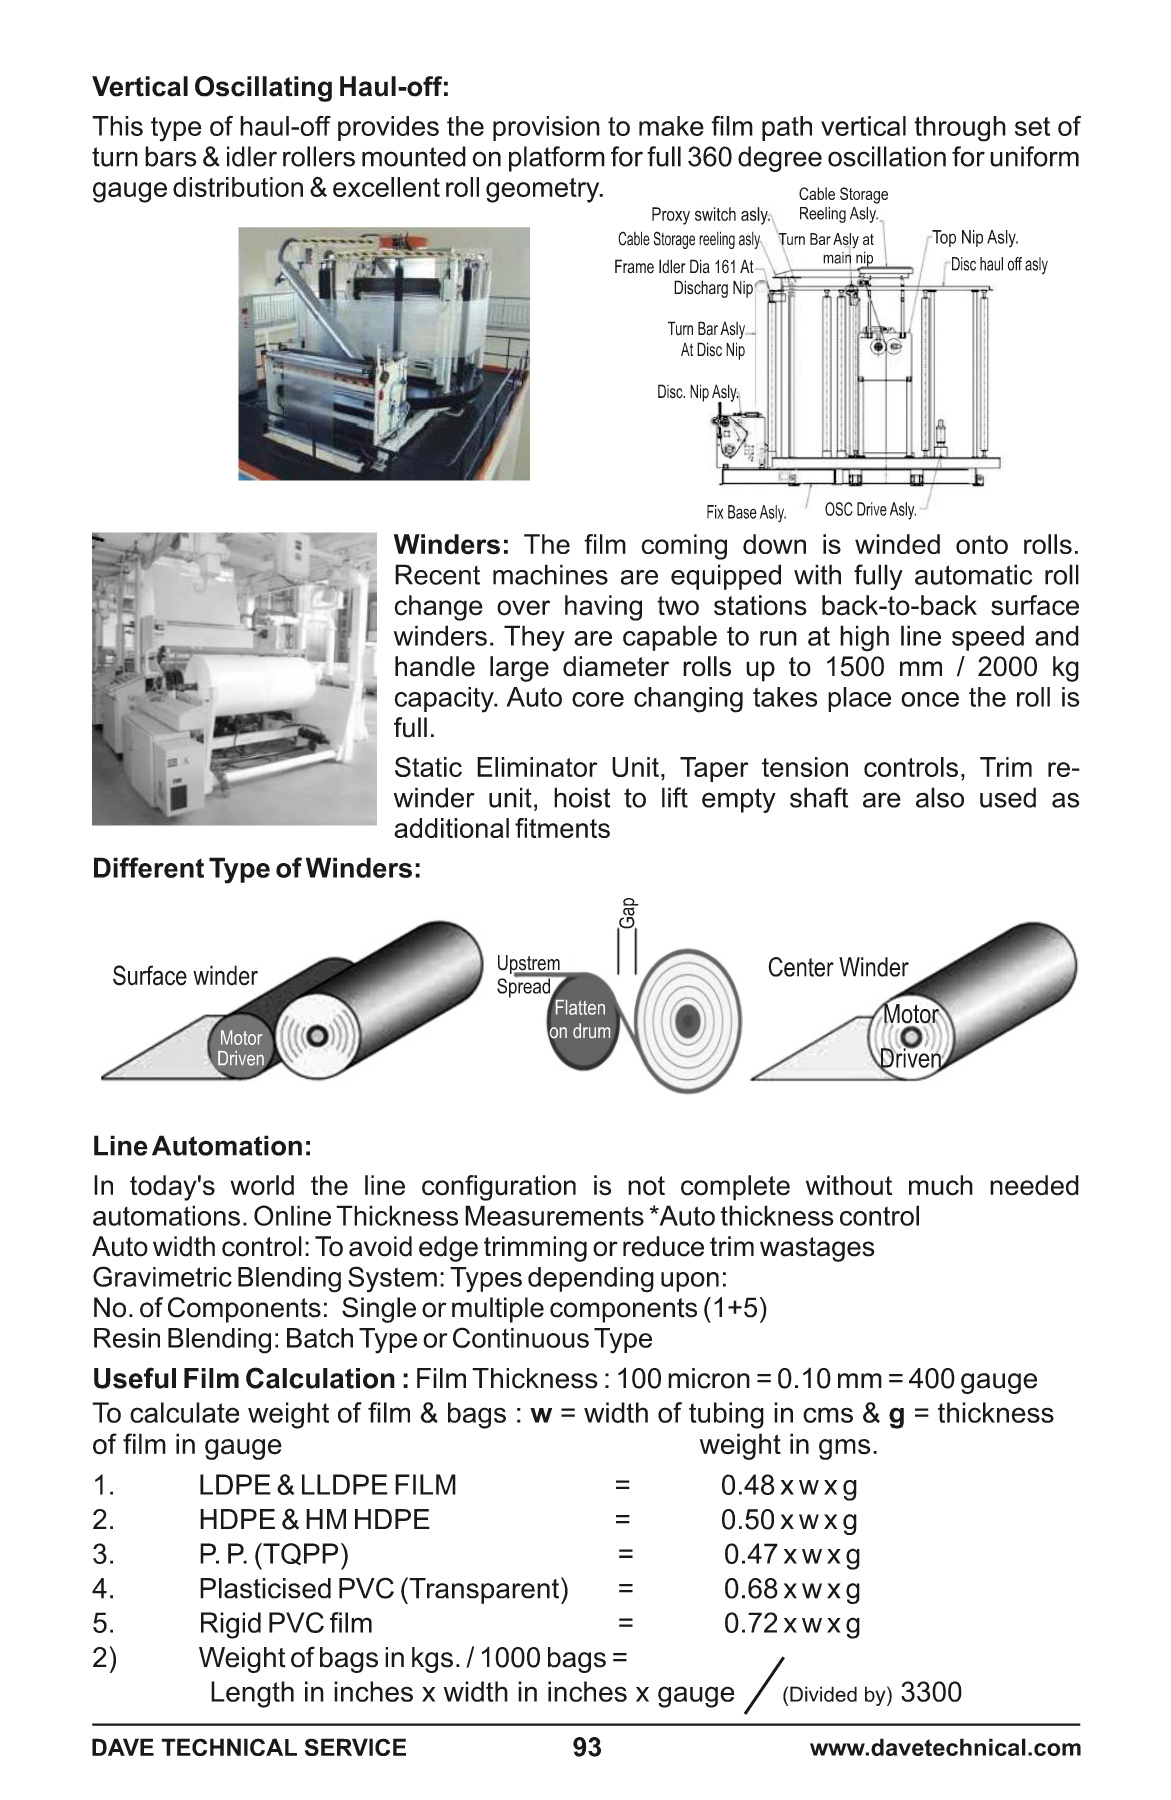 Vertical Oscillating Haul-off:
This type of haul-off provides the provision to make film path vertical through set of
turn bars & idler rollers mounted on platform for full 360 degree oscillation for uniform
gauge distribution & excellent roll geometry.
Cable Storage
Reeling Asly.
Proxy switch asly.
Cable Storage reeling asly
Turn Bar Asly at
main nip
Top Nip Asly.
Disc haul off asly
Frame Idler Dia 161 At
Discharg Nip
Turn Bar Asly
At Disc Nip
Disc. Nip Asly.
Fix Base Asly.
OSC Drive Asly.
Winders: The film coming down is winded onto rolls.
Recent machines are equipped with fully automatic roll
change over having two stations back-to-back surface
winders. They are capable to run at high line speed and
handle large diameter rolls up to 1500 mm / 2000 kg
capacity. Auto core changing takes place once the roll is
full.
Static Eliminator Unit, Taper tension controls, Trim re-
winder unit, hoist to lift empty shaft are also used as
additional fitments
Different Type of Winders:
Surface winder
Motor
Driven
Gap
Upstrem
Spread
Flatten
on drum
Center Winder
Motor
Driven
Line Automation:
In today's world the line configuration is not complete without much needed
automations. Online Thickness Measurements *Auto thickness control
Auto width control: To avoid edge trimming or reduce trim wastages
Gravimetric Blending System: Types depending upon:
No. of Components: Single or multiple components (1+5)
Resin Blending: Batch Type or Continuous Type
Useful Film Calculation : Film Thickness : 100 micron = 0.10 mm = 400 gauge
To calculate weight of film & bags : w = width of tubing in cms & g = thickness
of film in gauge weight in gms.
1. LDPE & LLDPE FILM = 0.48 x w x g
2. HDPE & HM HDPE = 0.50 x w x g
3. P. P. (TQPP) = 0.47 x w x g
4. Plasticised PVC (Transparent) = 0.68 x w x g
5. Rigid PVC film = 0.72 x w x g
2) Weight of bags in kgs. / 1000 bags =
Length in inches x width in inches x gauge / (Divided by) 3300
DAVE TECHNICAL SERVICE 93 www.davetechnical.com